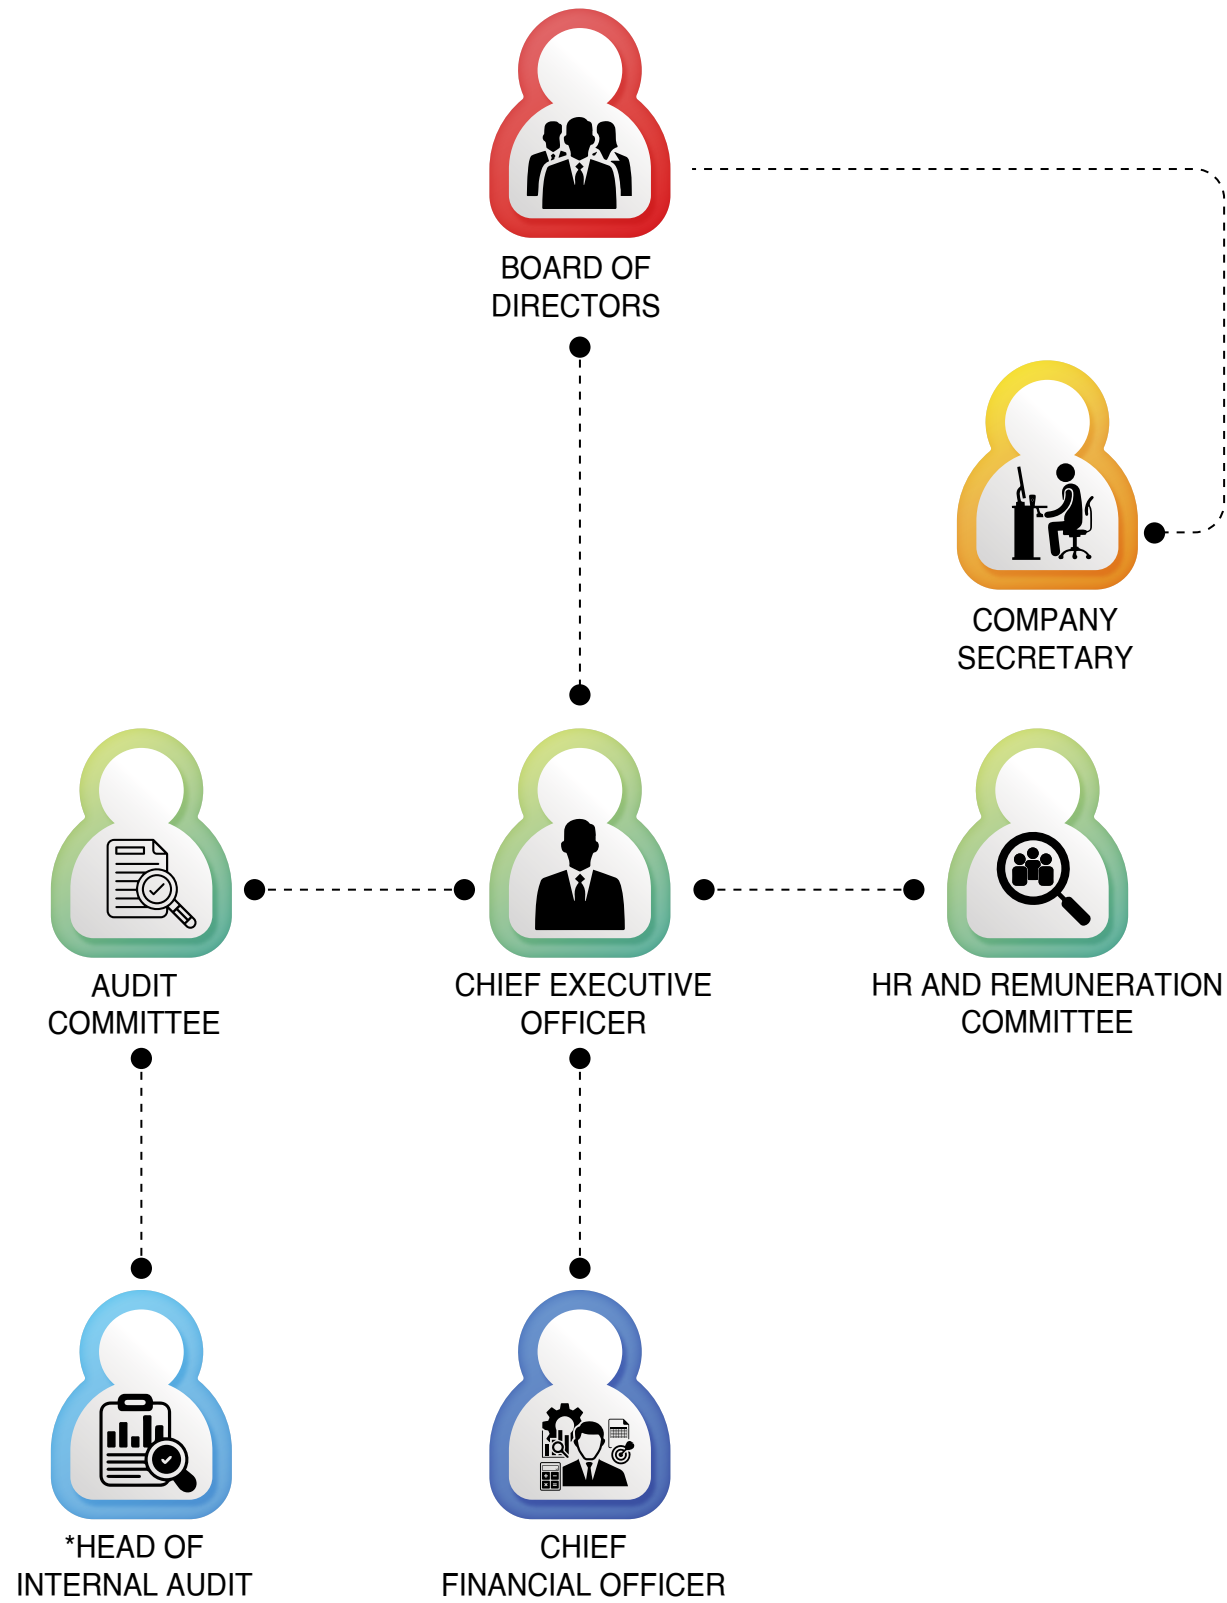 BOARD OF
DIRECTORS
COMPANY
SECRETARY
AUDIT
COMMITTEE
CHIEF EXECUTIVE
OFFICER
HR AND REMUNERATION
COMMITTEE
*HEAD OF
INTERNAL AUDIT
CHIEF
FINANCIAL OFFICER